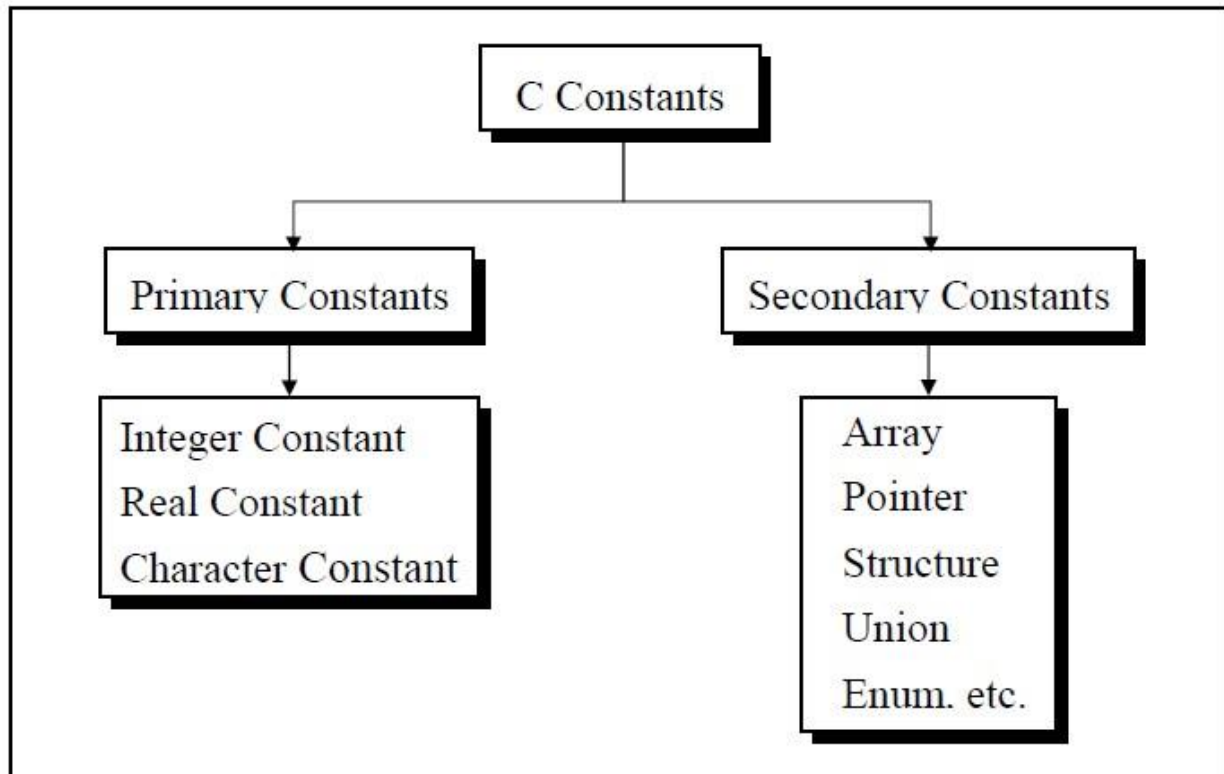 C Constants
Primary Constants
Secondary Constants
Integer Constant
Real Constant
Character Constant
Array
Pointer
Structure
Union
Enum. etc.